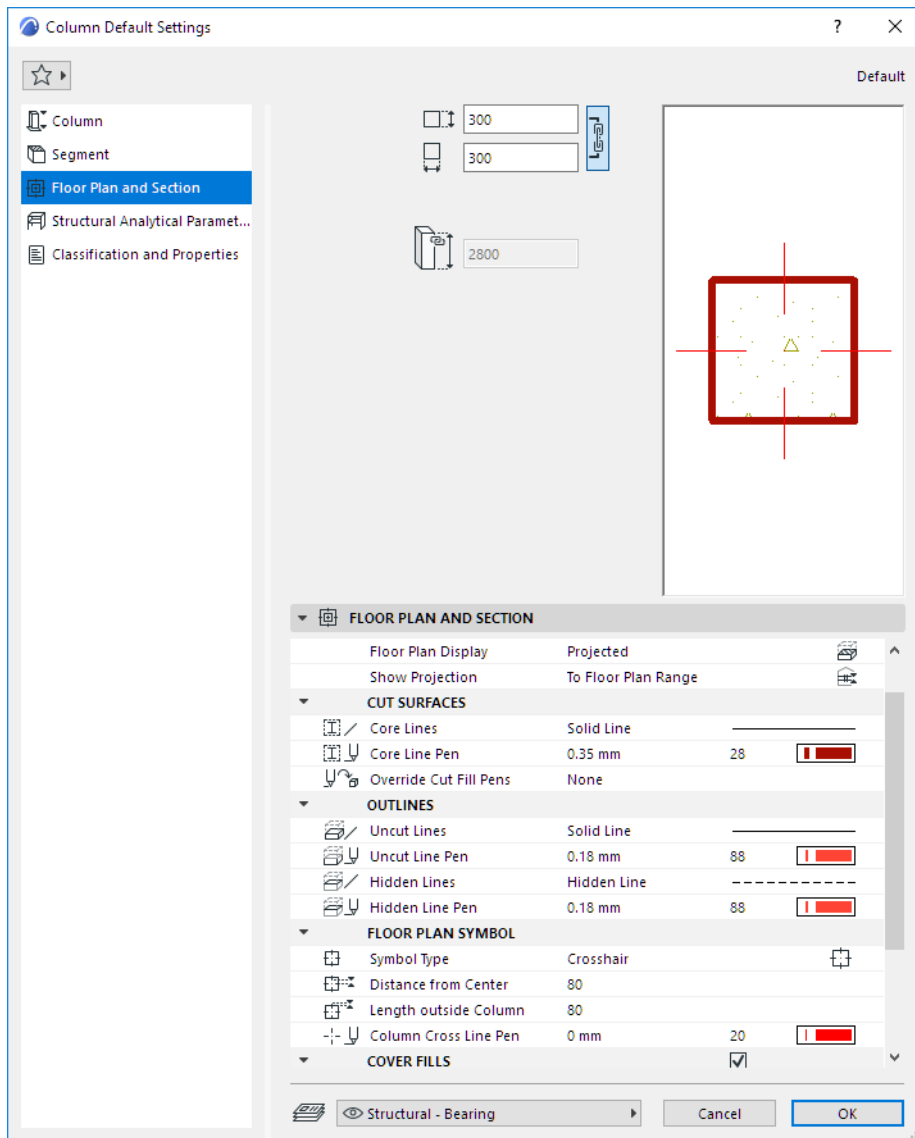 Column Default Settings ?
Default
Column
Segment
Floor Plan and Section
Structural Analytical Paramet...
Classification and Properties
300
300
2800
FLOOR PLAN AND SECTION
Floor Plan Display Projected
Show Projection To Floor Plan Range
CUT SURFACES
Core Lines Solid Line
Core Line Pen 0.35 mm 28
Override Cut Fill Pens None
OUTLINES
Uncut Lines Solid Line
Uncut Line Pen 0.18 mm 88
Hidden Lines Hidden Line
Hidden Line Pen 0.18 mm 88
FLOOR PLAN SYMBOL
Symbol Type Crosshair
Distance from Center 80
Length outside Column 80
Column Cross Line Pen 0 mm 20
COVER FILLS
Structural - Bearing Cancel OK